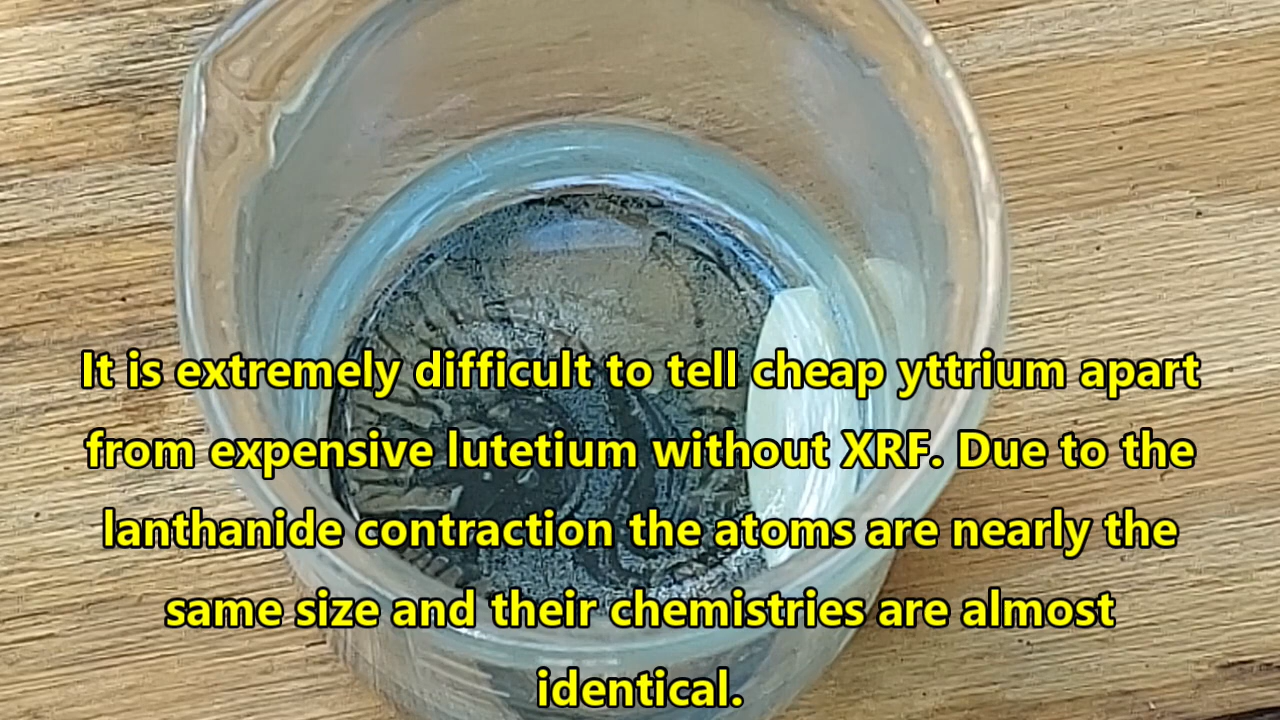 It is extremely difficult to tell cheap yttrium apart
from expensive lutetium without XRF. Due to the
lanthanide contraction the atoms are nearly the
same size and their chemistries are almost
identical.